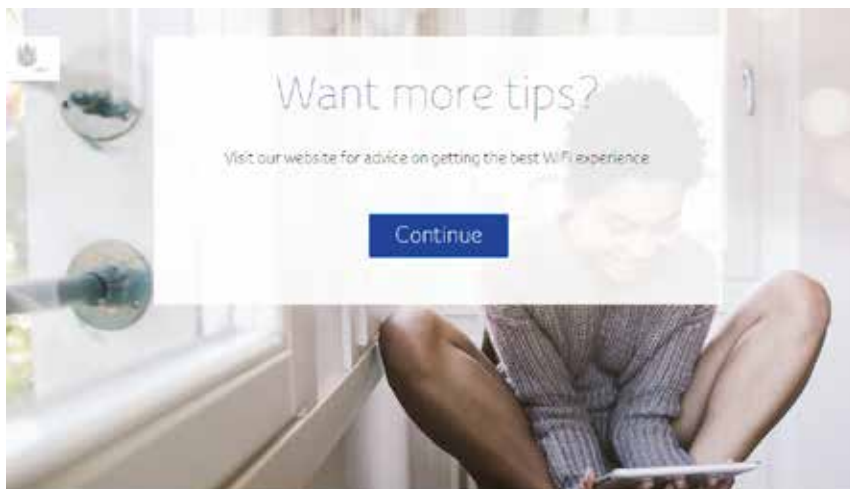 Want more tips?
Visit our website for advice on getting the best WiFi experience
Continue